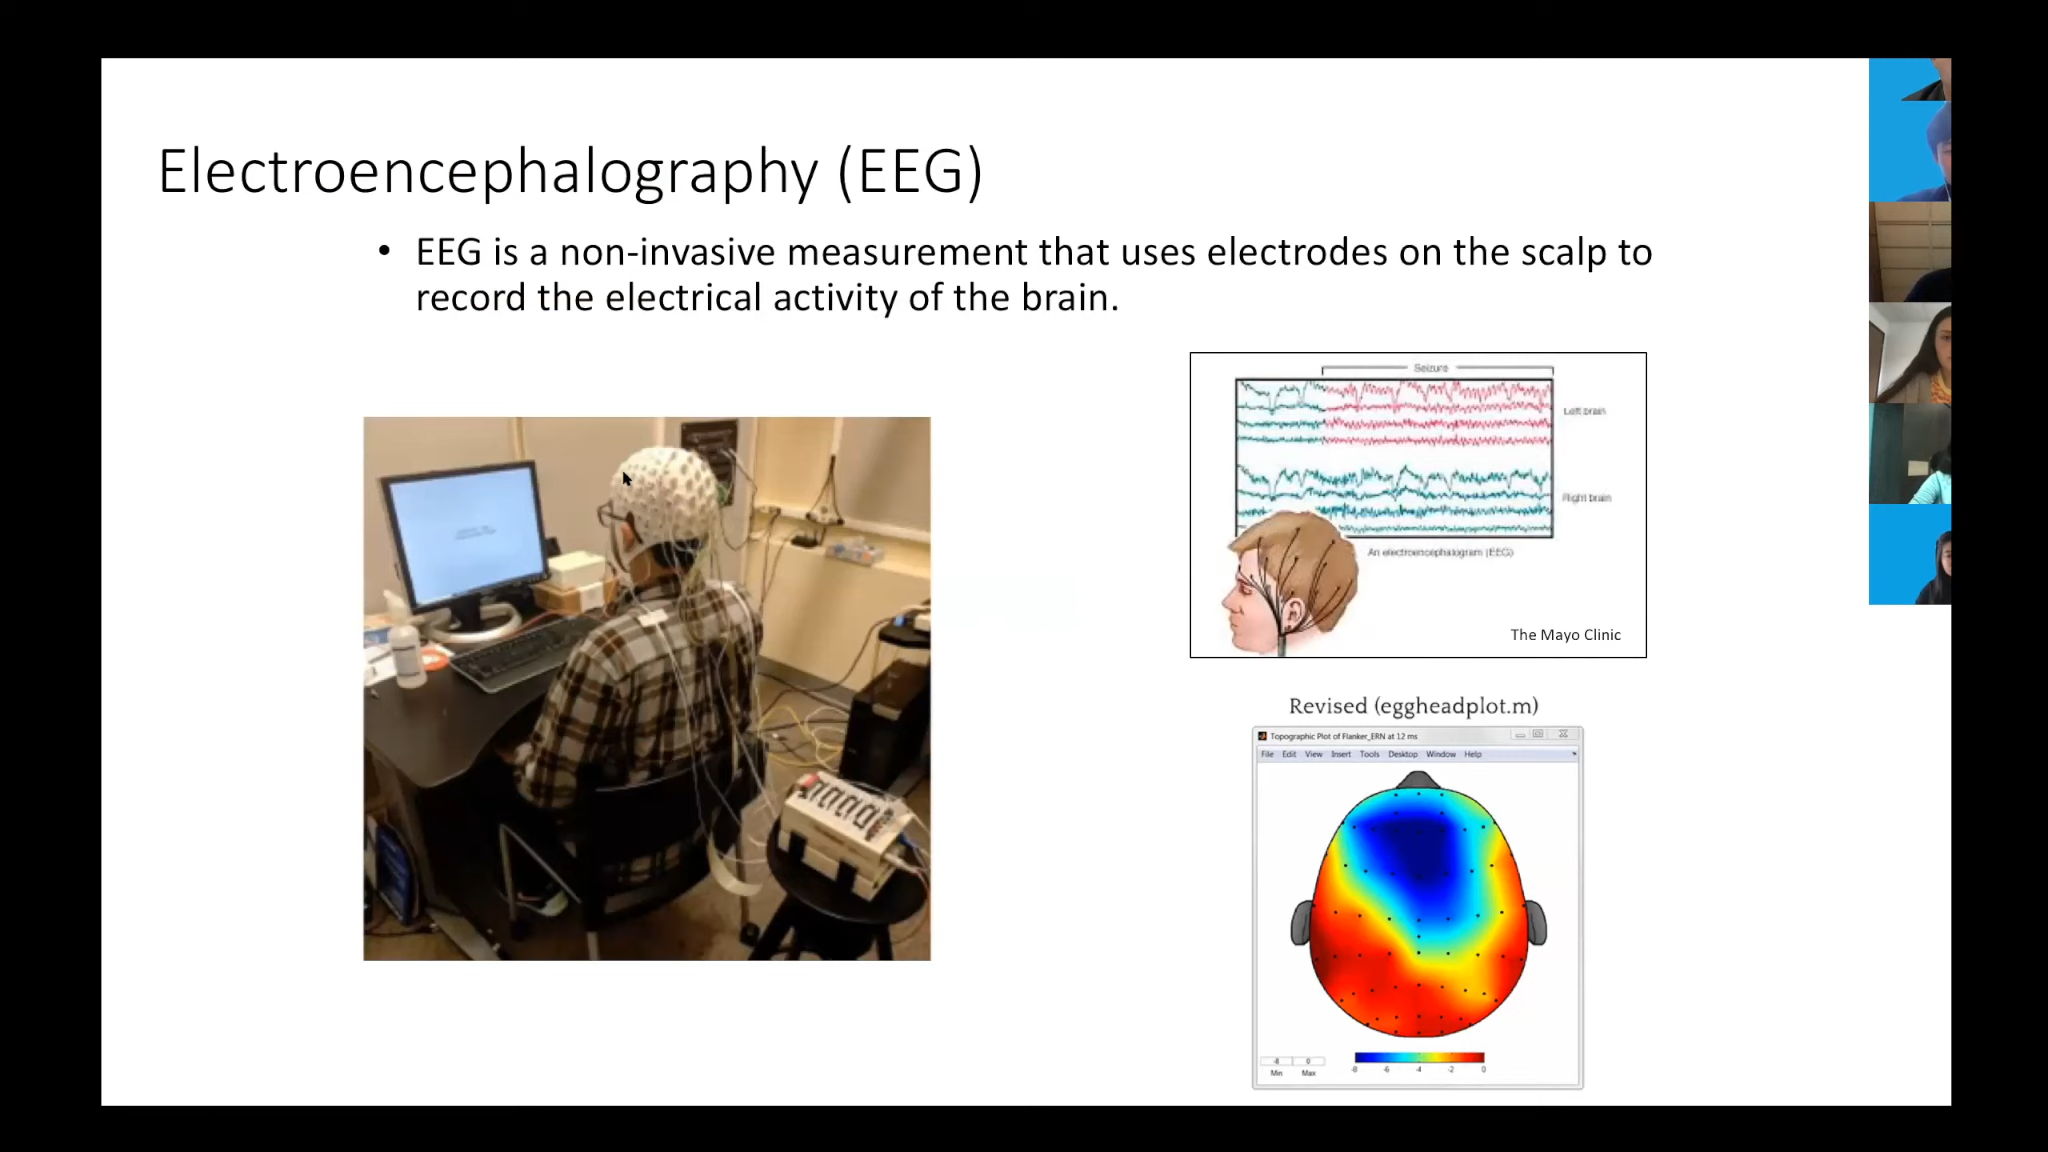 Electroencephalography (EEG)
• EEG is a non-invasive measurement that uses electrodes on the scalp to
record the electrical activity of the brain.
Seizure
Left brain
Right brain
An electroencephalogram (EEG)
The Mayo Clinic
Revised (eggheadplot.m)
Topographic Plot of Flanker_ERN at 12 ms
File Edit View Insert Tools Desktop Window Help
-8 0
Min Max
-8 -6 -4 -2 0